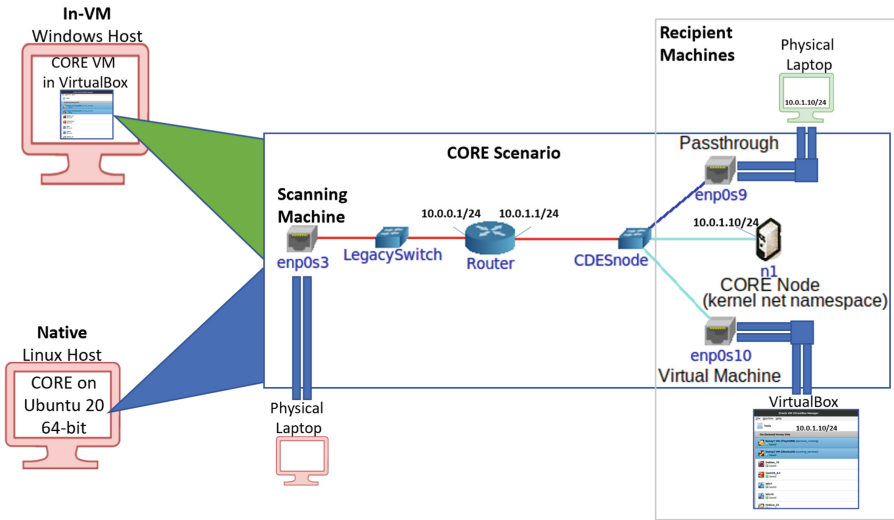 In-VM
Windows Host
CORE VM
in VirtualBox
Recipient
Machines
Physical
Laptop
10.0.1.10/24
CORE Scenario
Passthrough
enp0s9
Scanning
Machine
10.0.0.1/24
10.0.1.1/24
10.0.1.10/24
enp0s3
LegacySwitch
Router
CDESnode
n1
CORE Node
(kernel net namespace)
Native
Linux Host
CORE on
Ubuntu 20
64-bit
enp0s10
Virtual Machine
Physical
Laptop
VirtualBox
10.0.1.10/24